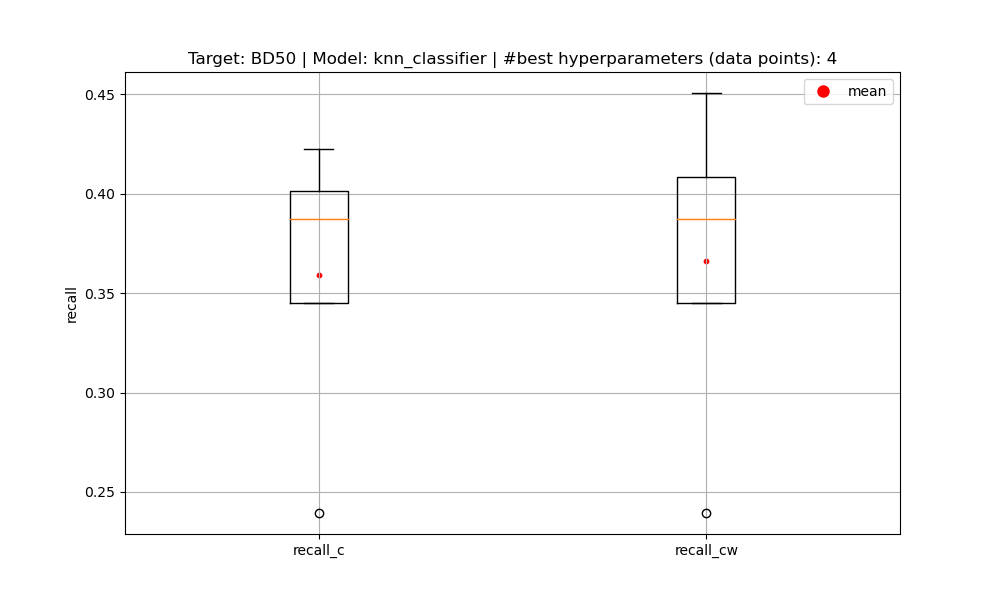 Target: BD50 | Model: knn_classifier | #best hyperparameters (data points): 4
mean
0.45
0.40
0.35
0.30
0.25
recall
recall_c
recall_cw